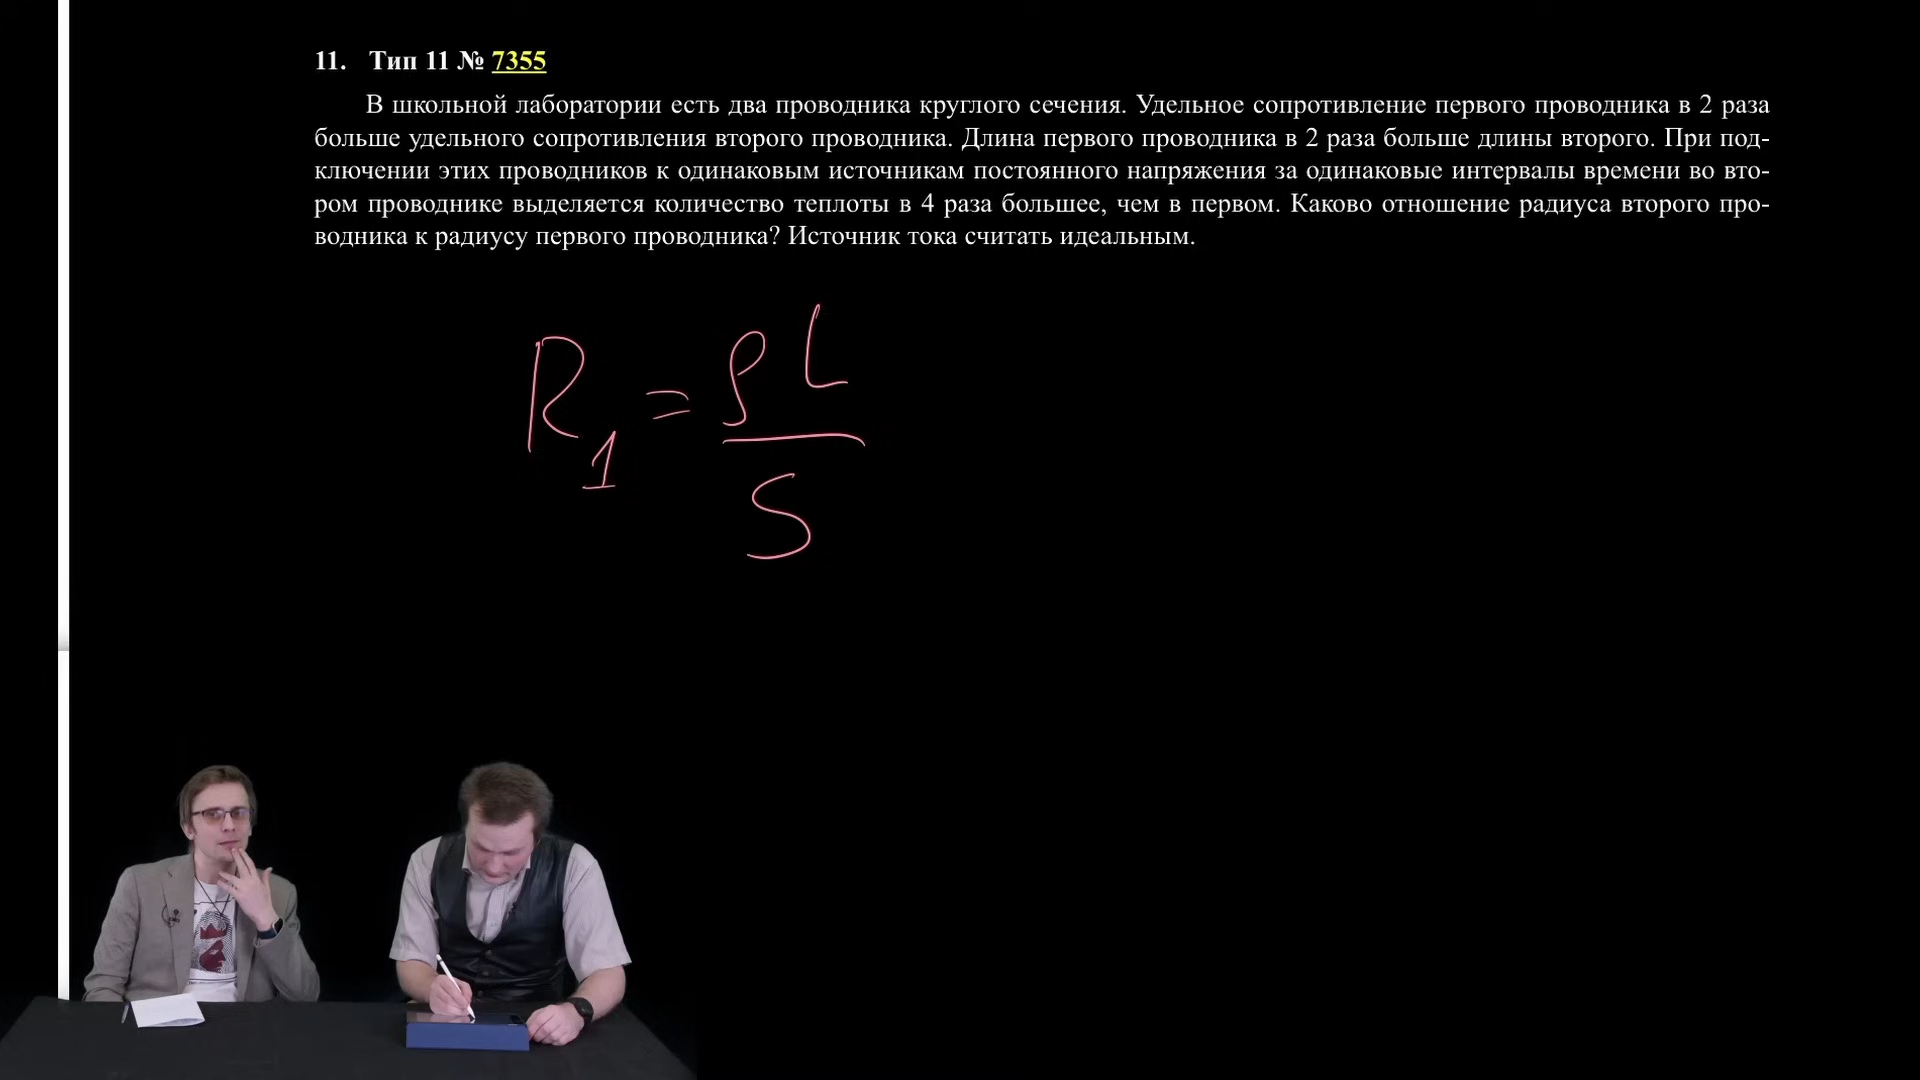 11. Тип 11 № 7355
В школьной лаборатории есть два проводника круглого сечения. Удельное сопротивление первого проводника в 2 раза
больше удельного сопротивления второго проводника. Длина первого проводника в 2 раза больше длины второго. При под-
ключении этих проводников к одинаковым источникам постоянного напряжения за одинаковые интервалы времени во вто-
ром проводнике выделяется количество теплоты в 4 раза большее, чем в первом. Каково отношение радиуса второго про-
водника к радиусу первого проводника? Источник тока считать идеальным.
R₁ = ρ L
S